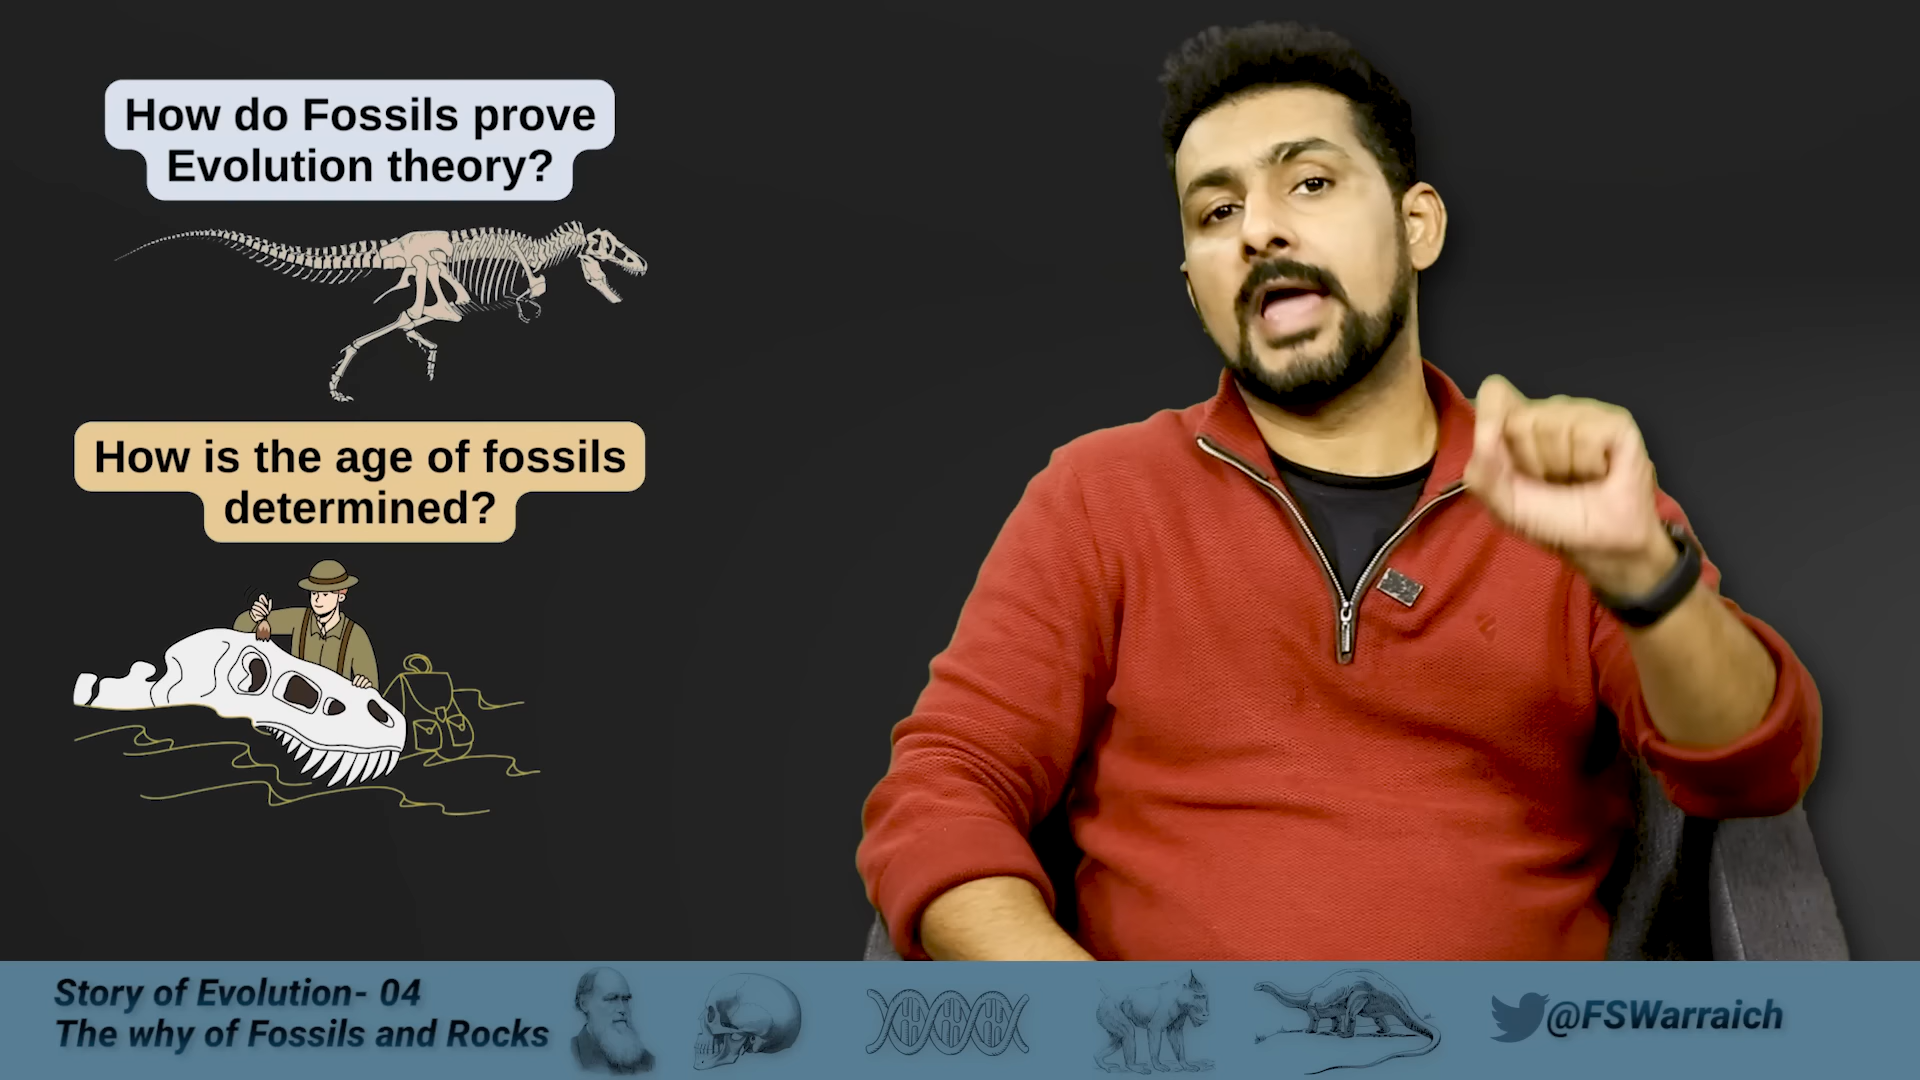 How do Fossils prove
Evolution theory?
How is the age of fossils
determined?
Story of Evolution- 04
The why of Fossils and Rocks
@FSWarraich